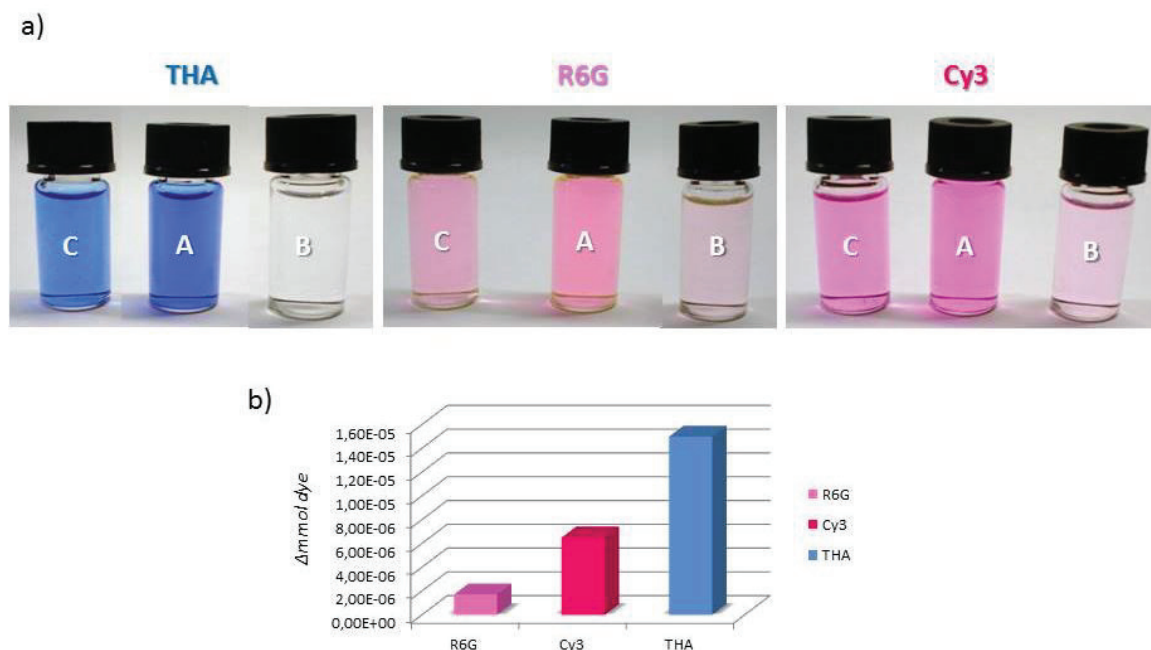 a)
THA R6G Cy3
C A B C A B C A B
b)
1,60E-05
1,40E-05
1,20E-05
1,00E-05
8,00E-06
6,00E-06
4,00E-06
2,00E-06
0,00E+00
Δmmol dye
R6G Cy3 THA
R6G
Cy3
THA